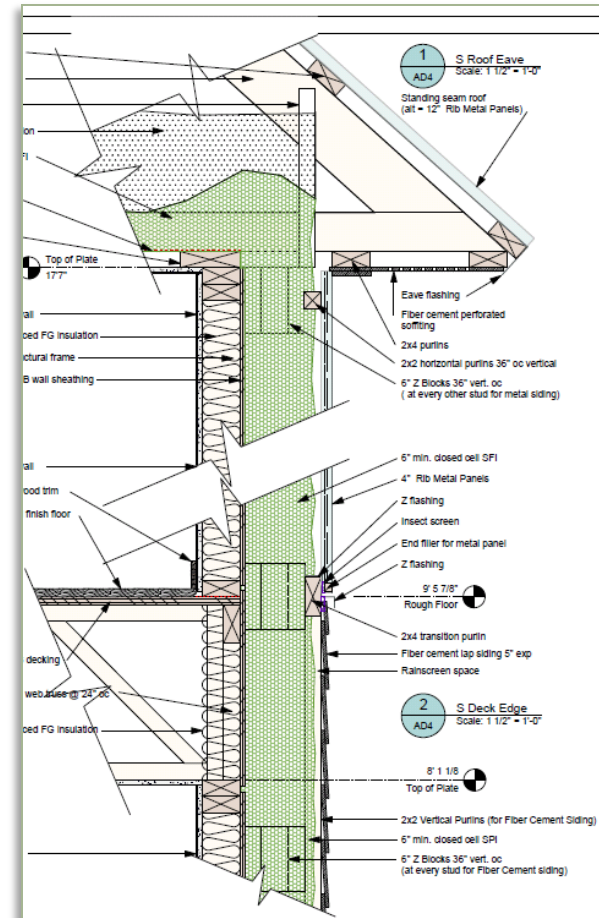 1
AD4
S Roof Eave
Scale: 1 1/2" = 1'-0"
Standing seam roof
(alt = 12" Rib Metal Panels)
Top of Plate
17'7"
Eave flashing
Fiber cement perforated
soffiting
2x4 purlins
2x2 horizontal purlins 36" oc vertical
6" Z Blocks 36" vert. oc
( at every other stud for metal siding)
ced FG insulation
ctural frame
B wall sheathing
6" min. closed cell SFI
4" Rib Metal Panels
Z flashing
Insect screen
End filler for metal panel
Z flashing
ood trim
finish floor
9' 5 7/8"
Rough Floor
2x4 transition purlin
Fiber cement lap siding 5" exp
Rainscreen space
decking
web truss @ 24" oc
ced FG insulation
2
AD4
S Deck Edge
Scale: 1 1/2" = 1'-0"
8' 1 1/8
Top of Plate
2x2 Vertical Purlins (for Fiber Cement Siding)
6" min. closed cell SPI
6" Z Blocks 36" vert. oc
(at every stud for Fiber Cement siding)